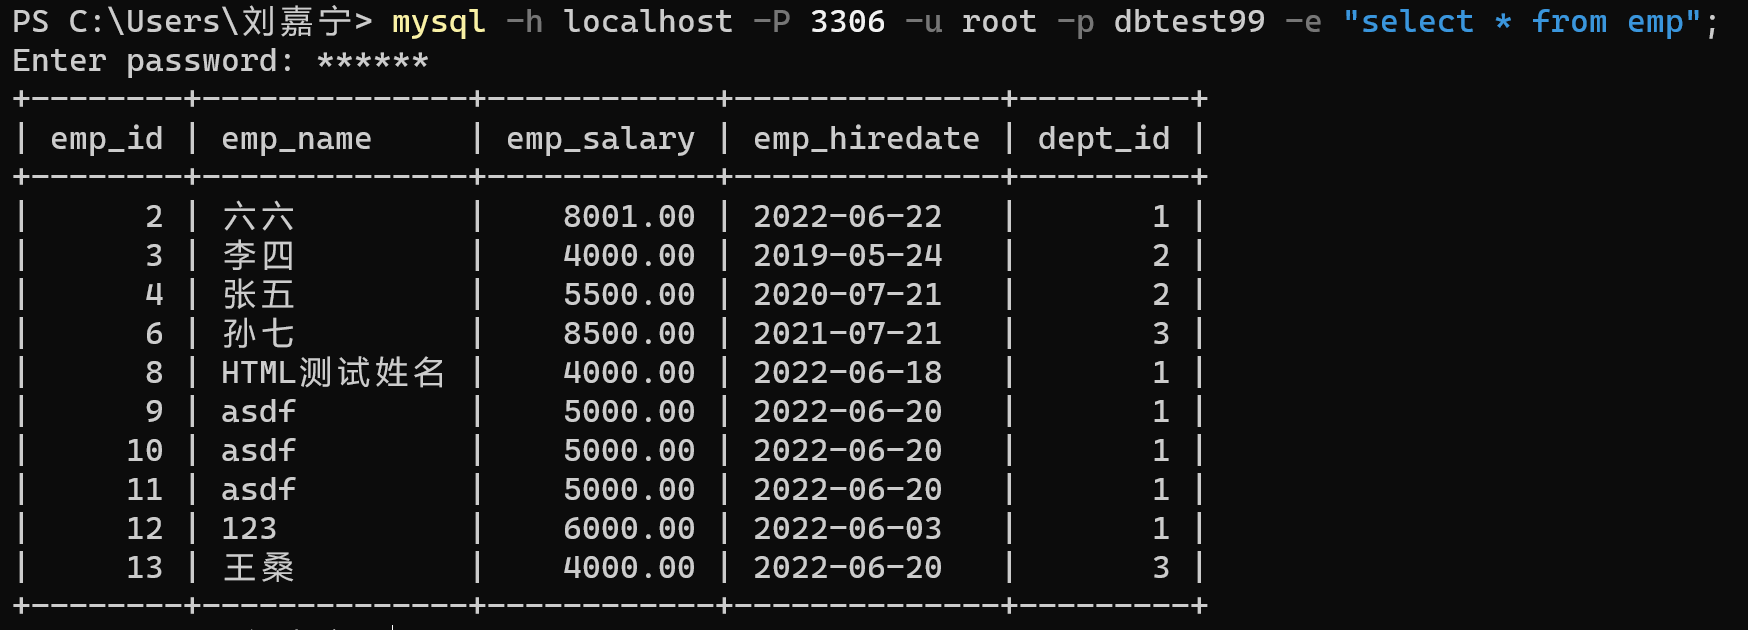 PS C:\Users\刘嘉宁> mysql -h localhost -P 3306 -u root -p dbtest99 -e "select * from emp";
Enter password: ******
+--------+--------------+------------+--------------+---------+
| emp_id | emp_name     | emp_salary | emp_hiredate | dept_id |
+--------+--------------+------------+--------------+---------+
|      2 | 六六         |    8001.00 | 2022-06-22   |       1 |
|      3 | 李四         |    4000.00 | 2019-05-24   |       2 |
|      4 | 张五         |    5500.00 | 2020-07-21   |       2 |
|      6 | 孙七         |    8500.00 | 2021-07-21   |       3 |
|      8 | HTML测试姓名 |    4000.00 | 2022-06-18   |       1 |
|      9 | asdf         |    5000.00 | 2022-06-20   |       1 |
|     10 | asdf         |    5000.00 | 2022-06-20   |       1 |
|     11 | asdf         |    5000.00 | 2022-06-20   |       1 |
|     12 | 123          |    6000.00 | 2022-06-03   |       1 |
|     13 | 王桑         |    4000.00 | 2022-06-20   |       3 |
+--------+--------------+------------+--------------+---------+